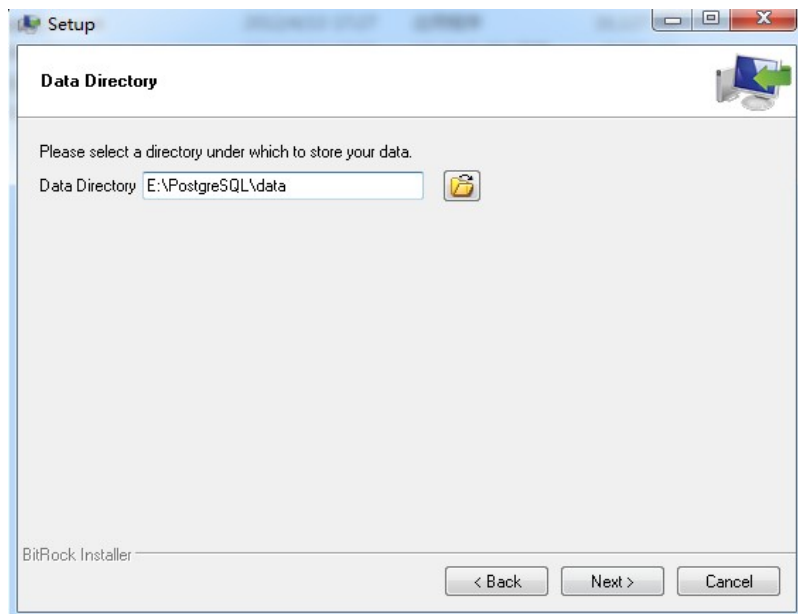 Setup
Data Directory
Please select a directory under which to store your data.
Data Directory E:\PostgreSQL\data
BitRock Installer
< Back Next > Cancel